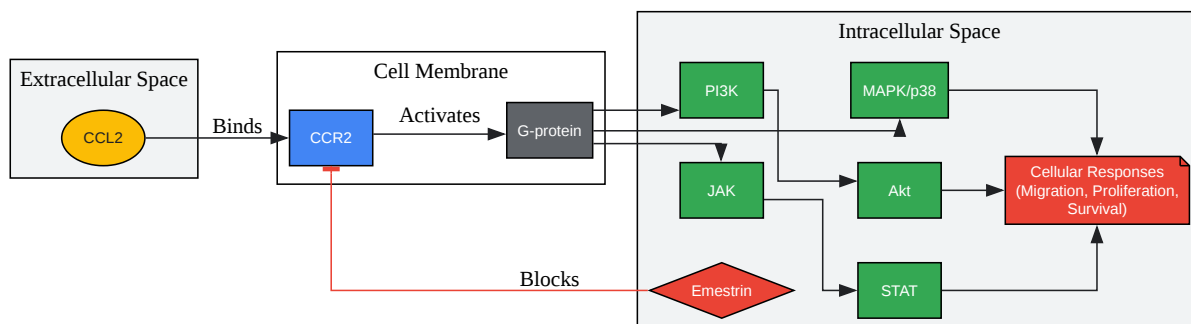 Extracellular Space
CCL2
Binds
Cell Membrane
CCR2
Activates
G-protein
Intracellular Space
PI3K
MAPK/p38
JAK
Akt
Cellular Responses
(Migration, Proliferation,
Survival)
Blocks
Emestrin
STAT